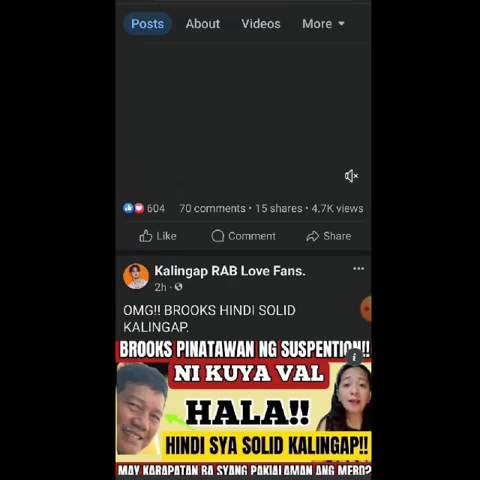 Posts About Videos More
604 70 comments • 15 shares • 4.7K views
Like Comment Share
Kalingap RAB Love Fans.
2h
OMG!! BROOKS HINDI SOLID
KALINGAP.
BROOKS PINATAWAN NG SUSPENTION!!
NI KUYA VAL
HALA!!
HINDI SYA SOLID KALINGAP!!
MAY KARAPATAN BA SYANG PAKIALAMAN ANG MERO?